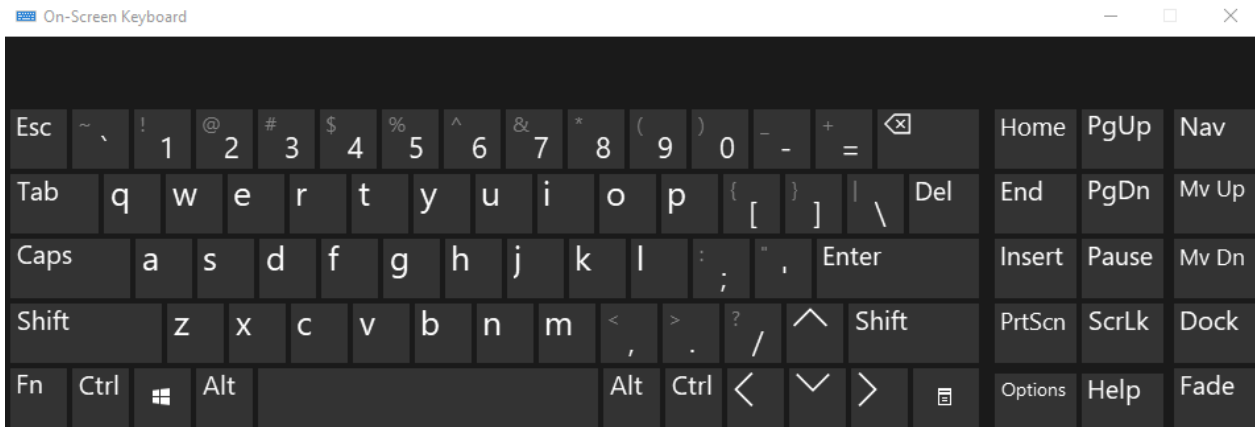 On-Screen Keyboard
Esc ~ ` ! 1 @ 2 # 3 $ 4 % 5 ^ 6 & 7 * 8 ( 9 ) 0 _ - + = Home PgUp Nav
Tab q w e r t y u i o p { [ } ] | \ Del End PgDn Mv Up
Caps a s d f g h j k l : ; " ' Enter Insert Pause Mv Dn
Shift z x c v b n m < , > . ? / Shift PrtScn ScrLk Dock
Fn Ctrl Alt Alt Ctrl Options Help Fade